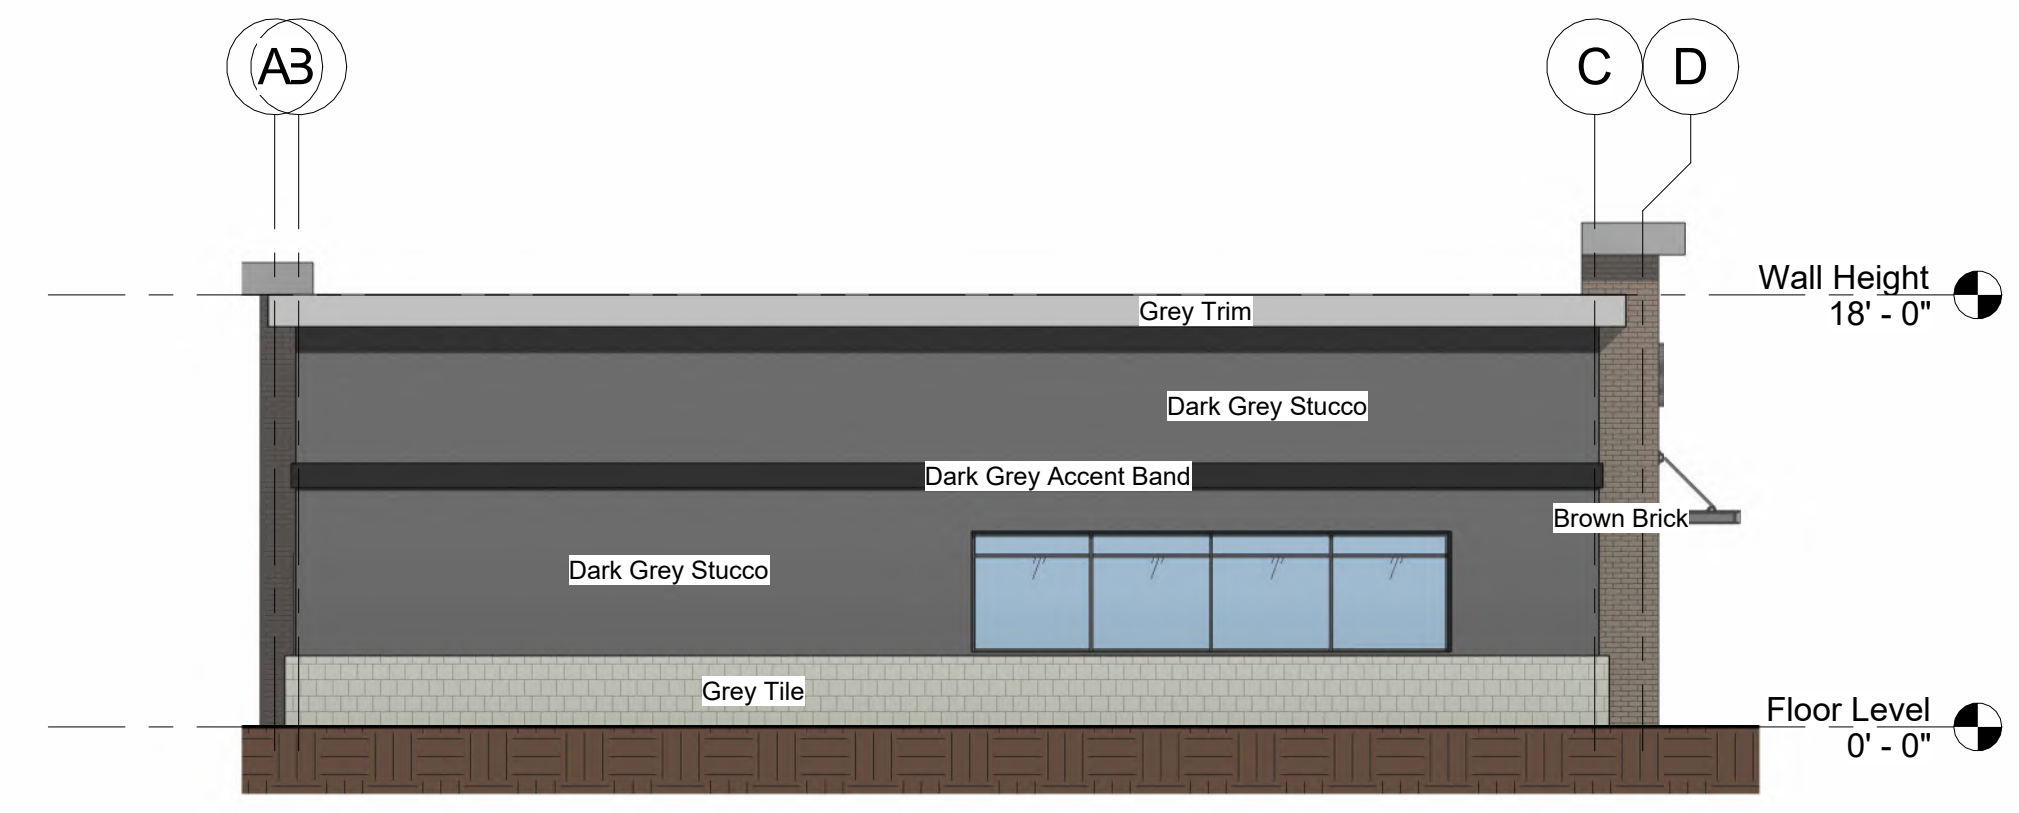 A B C D
Wall Height
18' - 0"
Grey Trim
Dark Grey Stucco
Dark Grey Accent Band
Brown Brick
Dark Grey Stucco
Grey Tile
Floor Level
0' - 0"